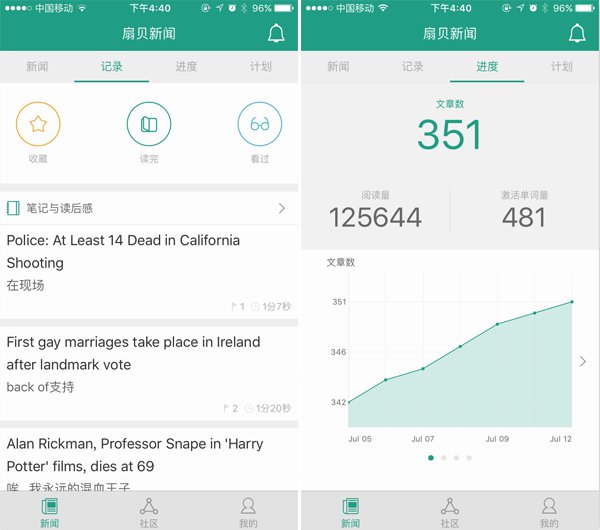 中国移动 下午4:40 96%
扇贝新闻
新闻 记录 进度 计划
收藏 读完 看过
笔记与读后感
Police: At Least 14 Dead in California
Shooting
在现场
1 1分7秒
First gay marriages take place in Ireland
after landmark vote
back of支持
2 1分20秒
Alan Rickman, Professor Snape in 'Harry
Potter' films, dies at 69
唉 我永远的混血王子
新闻 社区 我的
中国移动 下午4:40 96%
扇贝新闻
新闻 记录 进度 计划
文章数
351
阅读量 激活单词量
125644 481
文章数
351
346
342
Jul 05 Jul 07 Jul 09 Jul 12
新闻 社区 我的